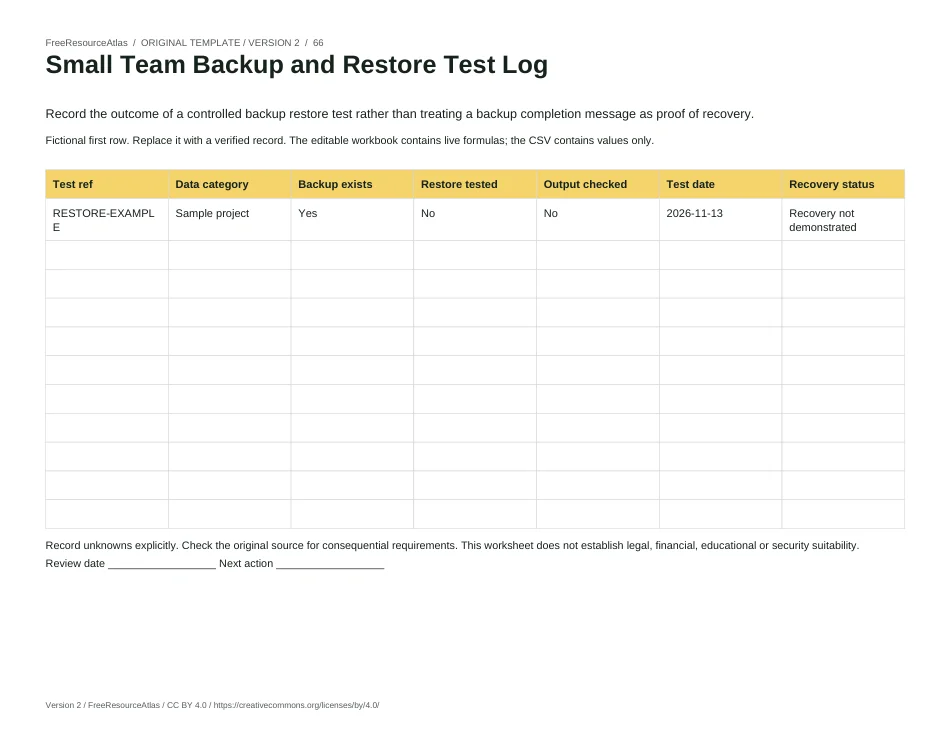 FreeResourceAtlas / ORIGINAL TEMPLATE / VERSION 2 / 66
Small Team Backup and Restore Test Log
Record the outcome of a controlled backup restore test rather than treating a backup completion message as proof of recovery.
Fictional first row. Replace it with a verified record. The editable workbook contains live formulas; the CSV contains values only.
Test ref Data category Backup exists Restore tested Output checked Test date Recovery status
RESTORE-EXAMPL Sample project Yes No No 2026-11-13 Recovery not
E demonstrated
Record unknowns explicitly. Check the original source for consequential requirements. This worksheet does not establish legal, financial, educational or security suitability.
Review date __________________ Next action __________________
Version 2 / FreeResourceAtlas / CC BY 4.0 / https://creativecommons.org/licenses/by/4.0/